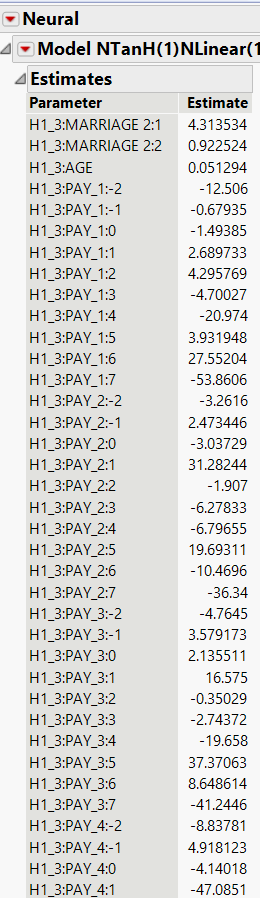 Neural
Model NTanH(1)NLinear(1
Estimates
Parameter Estimate
H1_3:MARRIAGE 2:1 4.313534
H1_3:MARRIAGE 2:2 0.922524
H1_3:AGE 0.051294
H1_3:PAY_1:-2 -12.506
H1_3:PAY_1:-1 -0.67935
H1_3:PAY_1:0 -1.49385
H1_3:PAY_1:1 2.689733
H1_3:PAY_1:2 4.295769
H1_3:PAY_1:3 -4.70027
H1_3:PAY_1:4 -20.974
H1_3:PAY_1:5 3.931948
H1_3:PAY_1:6 27.55204
H1_3:PAY_1:7 -53.8606
H1_3:PAY_2:-2 -3.2616
H1_3:PAY_2:-1 2.473446
H1_3:PAY_2:0 -3.03729
H1_3:PAY_2:1 31.28244
H1_3:PAY_2:2 -1.907
H1_3:PAY_2:3 -6.27833
H1_3:PAY_2:4 -6.79655
H1_3:PAY_2:5 19.69311
H1_3:PAY_2:6 -10.4696
H1_3:PAY_2:7 -36.34
H1_3:PAY_3:-2 -4.7645
H1_3:PAY_3:-1 3.579173
H1_3:PAY_3:0 2.135511
H1_3:PAY_3:1 16.575
H1_3:PAY_3:2 -0.35029
H1_3:PAY_3:3 -2.74372
H1_3:PAY_3:4 -19.658
H1_3:PAY_3:5 37.37063
H1_3:PAY_3:6 8.648614
H1_3:PAY_3:7 -41.2446
H1_3:PAY_4:-2 -8.83781
H1_3:PAY_4:-1 4.918123
H1_3:PAY_4:0 -4.14018
H1_3:PAY_4:1 -47.0851